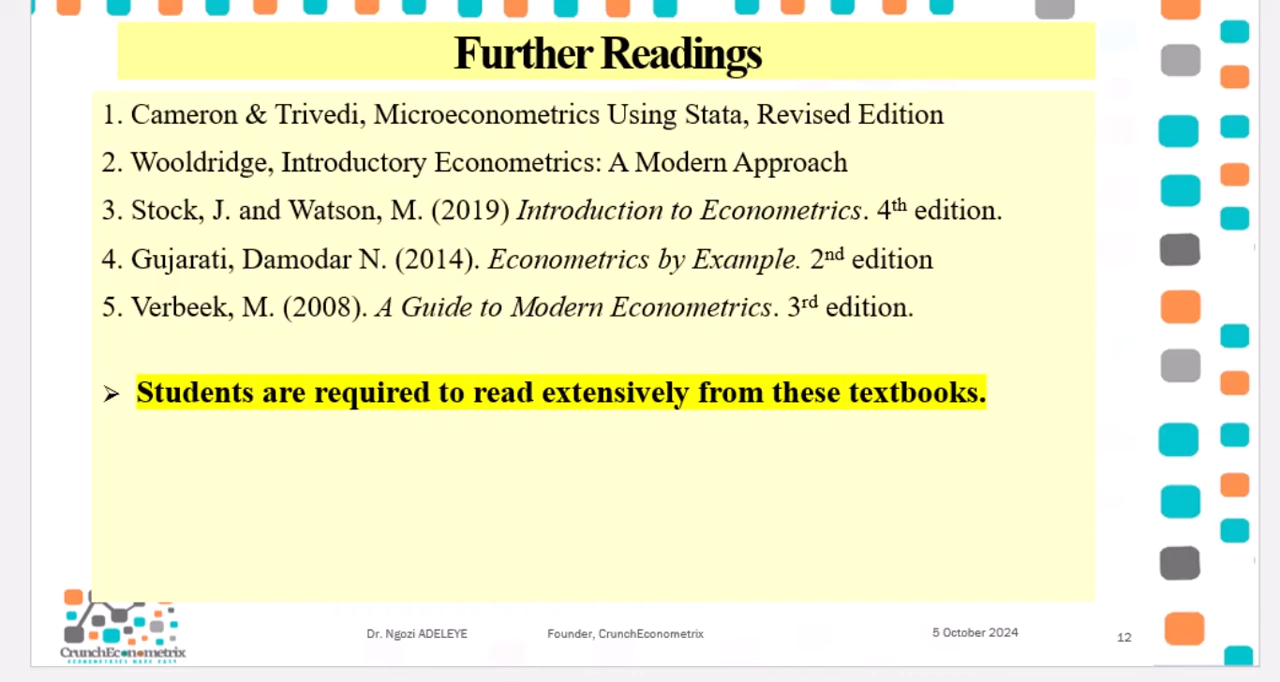 Further Readings
1. Cameron & Trivedi, Microeconometrics Using Stata, Revised Edition
2. Wooldridge, Introductory Econometrics: A Modern Approach
3. Stock, J. and Watson, M. (2019) Introduction to Econometrics. 4th edition.
4. Gujarati, Damodar N. (2014). Econometrics by Example. 2nd edition
5. Verbeek, M. (2008). A Guide to Modern Econometrics. 3rd edition.
➢ Students are required to read extensively from these textbooks.
CrunchEconometrix
ECONOMETRICS MADE EASY
Dr. Ngozi ADELEYE Founder, CrunchEconometrix 5 October 2024 12